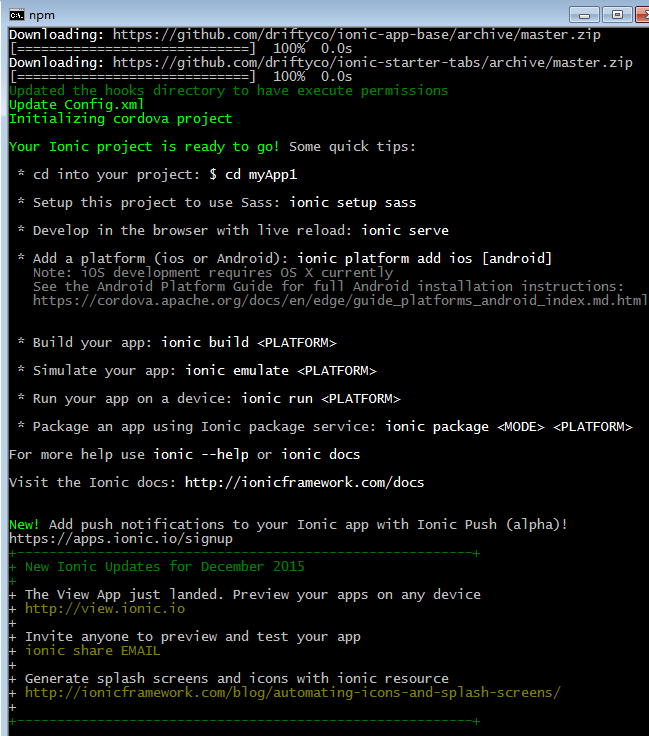 npm
Downloading: https://github.com/driftyco/ionic-app-base/archive/master.zip
[=============================]  100%  0.0s
Downloading: https://github.com/driftyco/ionic-starter-tabs/archive/master.zip
[=============================]  100%  0.0s
Updated the hooks directory to have execute permissions
Update Config.xml
Initializing cordova project
Your Ionic project is ready to go! Some quick tips:
* cd into your project: $ cd myApp1
* Setup this project to use Sass: ionic setup sass
* Develop in the browser with live reload: ionic serve
* Add a platform (ios or Android): ionic platform add ios [android]
Note: iOS development requires OS X currently
See the Android Platform Guide for full Android installation instructions:
https://cordova.apache.org/docs/en/edge/guide_platforms_android_index.md.html
* Build your app: ionic build <PLATFORM>
* Simulate your app: ionic emulate <PLATFORM>
* Run your app on a device: ionic run <PLATFORM>
* Package an app using Ionic package service: ionic package <MODE> <PLATFORM>
For more help use ionic --help or ionic docs
Visit the Ionic docs: http://ionicframework.com/docs
New! Add push notifications to your Ionic app with Ionic Push (alpha)!
https://apps.ionic.io/signup
+---------------------------------------------------------+
+ New Ionic Updates for December 2015
+
+ The View App just landed. Preview your apps on any device
+ http://view.ionic.io
+
+ Invite anyone to preview and test your app
+ ionic share EMAIL
+
+ Generate splash screens and icons with ionic resource
+ http://ionicframework.com/blog/automating-icons-and-splash-screens/
+
+---------------------------------------------------------+